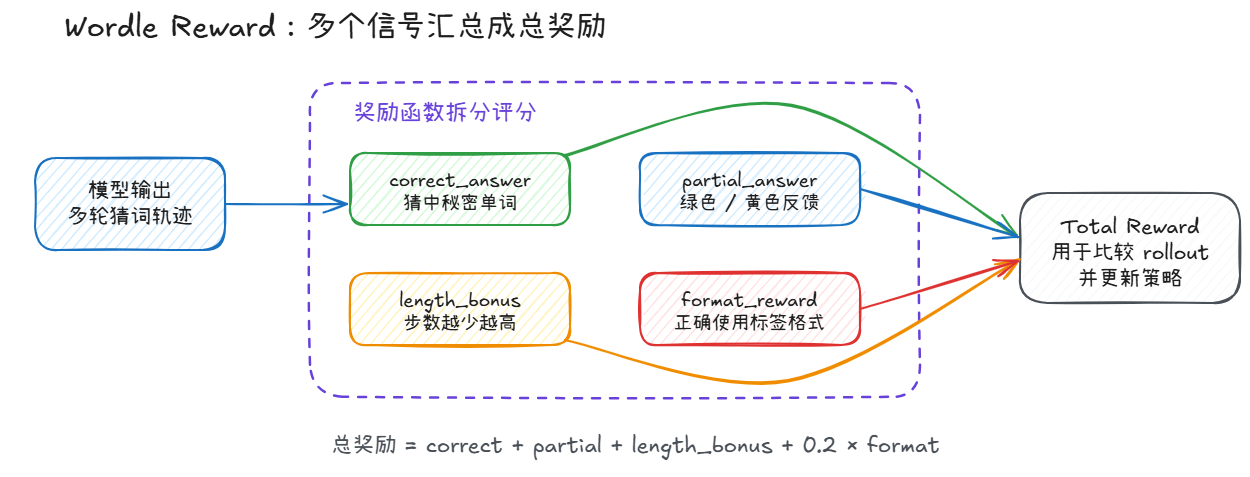 Wordle Reward：多个信号汇总成总奖励
奖励函数拆分评分
模型输出
多轮猜词轨迹
correct_answer
猜中秘密单词
partial_answer
绿色 / 黄色反馈
length_bonus
步数越少越高
format_reward
正确使用标签格式
Total Reward
用于比较 rollout
并更新策略
总奖励 = correct + partial + length_bonus + 0.2 × format